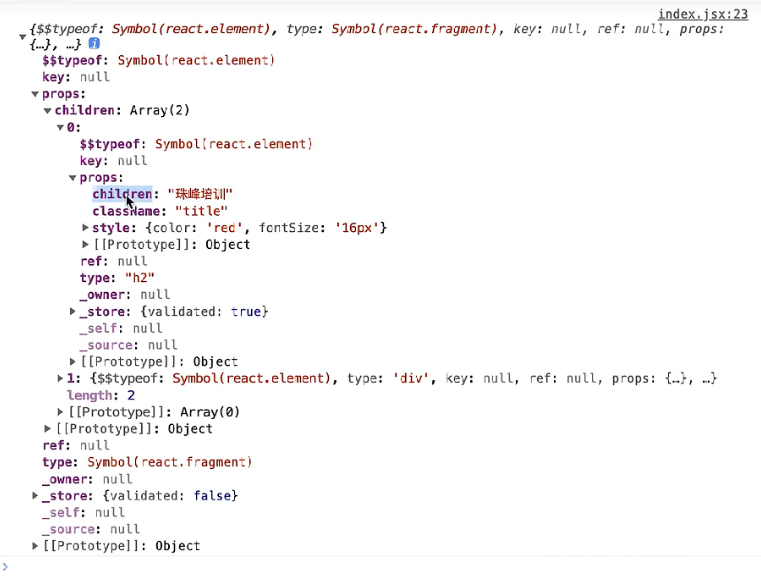 index.jsx:23
{$$typeof: Symbol(react.element), type: Symbol(react.fragment), key: null, ref: null, props:
{…}, …}
$$typeof: Symbol(react.element)
key: null
props:
children: Array(2)
0:
$$typeof: Symbol(react.element)
key: null
props:
children: "珠峰培训"
className: "title"
style: {color: 'red', fontSize: '16px'}
[[Prototype]]: Object
ref: null
type: "h2"
_owner: null
_store: {validated: true}
_self: null
_source: null
[[Prototype]]: Object
1: {$$typeof: Symbol(react.element), type: 'div', key: null, ref: null, props: {…}, …}
length: 2
[[Prototype]]: Array(0)
[[Prototype]]: Object
ref: null
type: Symbol(react.fragment)
_owner: null
_store: {validated: false}
_self: null
_source: null
[[Prototype]]: Object